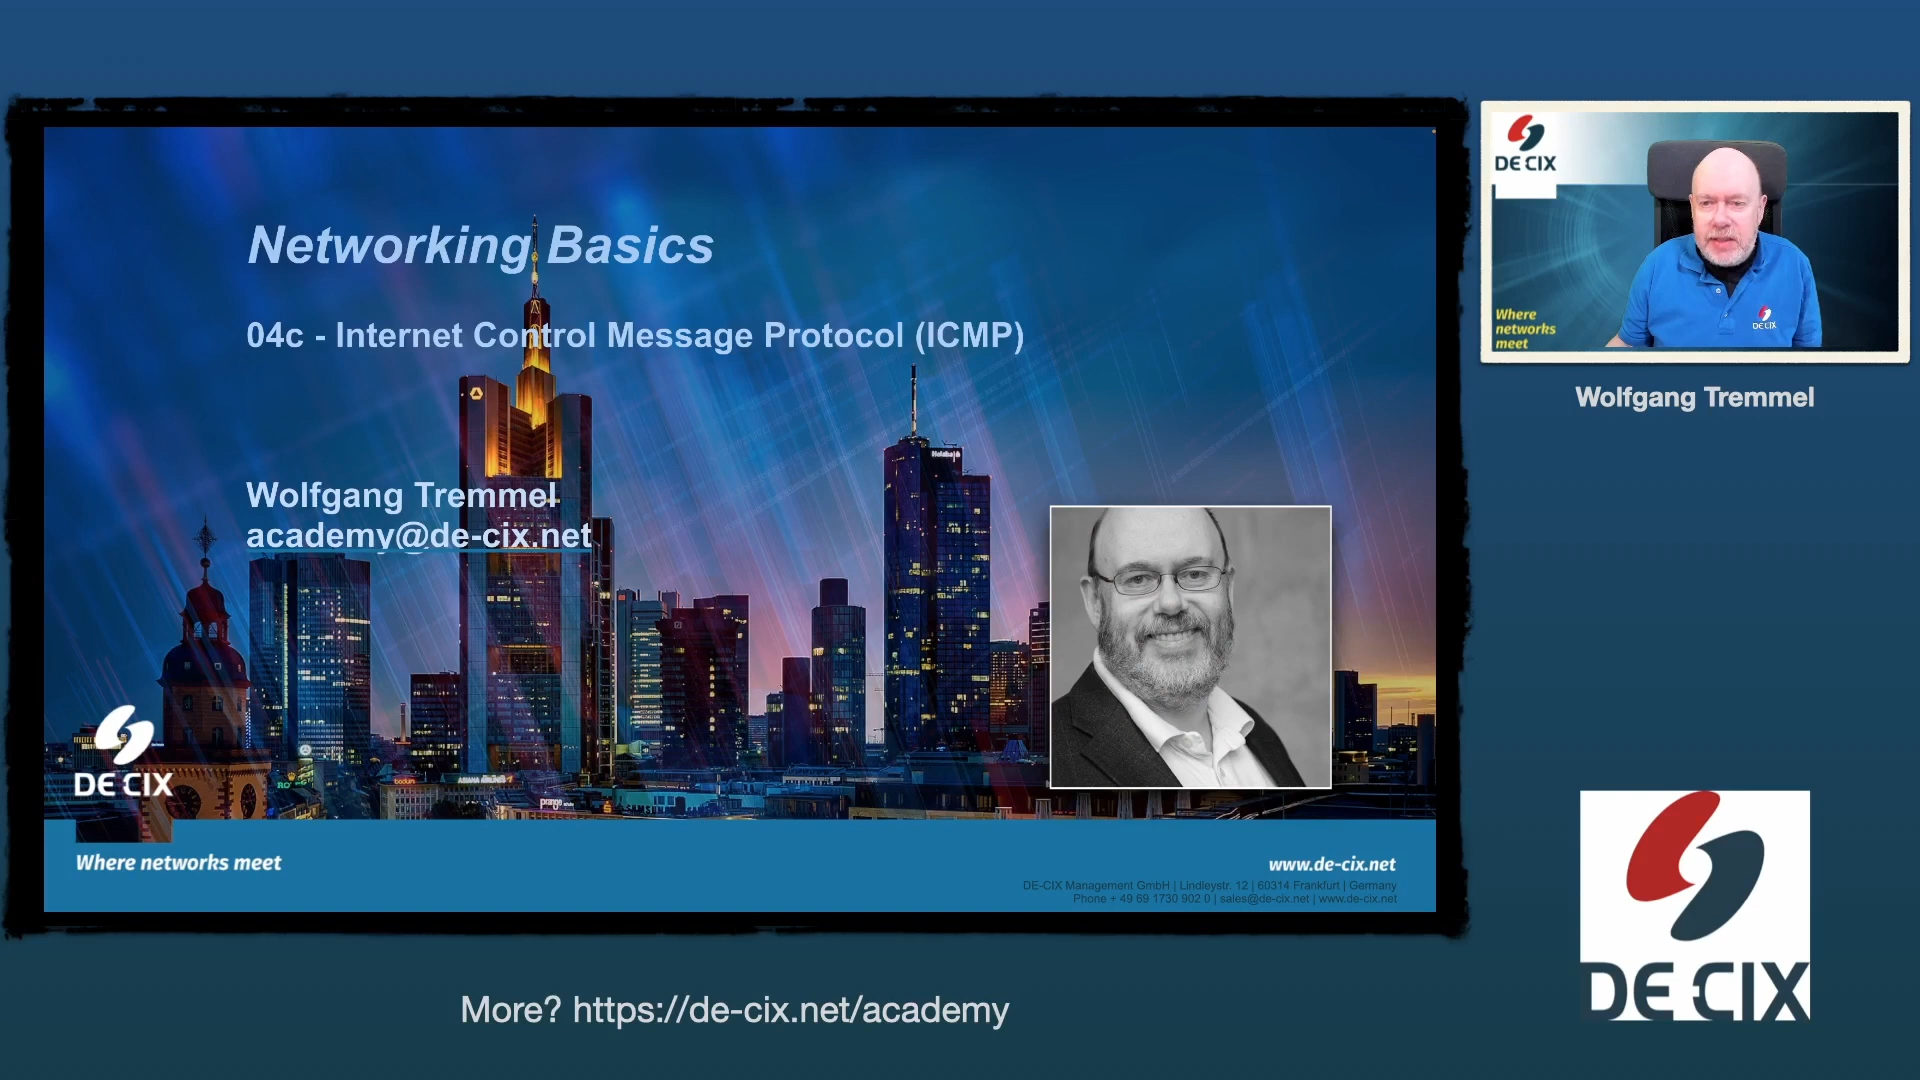 Networking Basics
04c - Internet Control Message Protocol (ICMP)
Wolfgang Tremmel
academy@de-cix.net
DE CIX
Where networks meet
www.de-cix.net
DE-CIX Management GmbH | Lindleystr. 12 | 60314 Frankfurt | Germany
Phone + 49 69 1730 902 0 | sales@de-cix.net | www.de-cix.net
DE CIX
Where
networks
meet
DE CIX
Wolfgang Tremmel
DE CIX
More? https://de-cix.net/academy